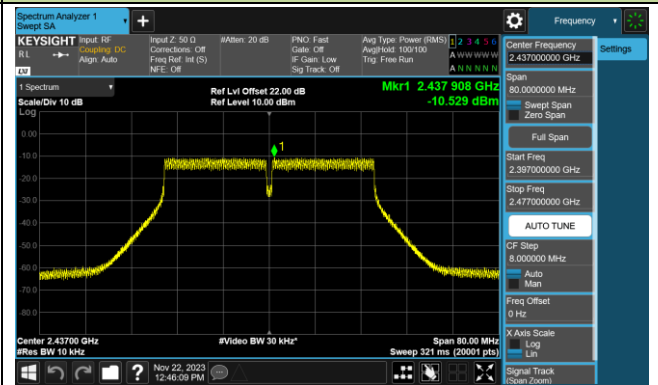 Spectrum Analyzer 1
Swept SA
Frequency
KEYSIGHT
RL
LXI
Input: RF
Coupling: DC
Align: Auto
Input Z: 50 Ω
Corrections: Off
Freq Ref: Int (S)
NFE: Off
#Atten: 20 dB
PNO: Fast
Gate: Off
IF Gain: Low
Sig Track: Off
Avg Type: Power (RMS)
Avg|Hold: 100/100
Trig: Free Run
1 2 3 4 5 6
A W W W W W
A N N N N N
1 Spectrum
Scale/Div 10 dB
Log
Ref Lvl Offset 22.00 dB
Ref Level 10.00 dBm
Mkr1 2.437 908 GHz
-10.529 dBm
0.00
-10.0
-20.0
-30.0
-40.0
-50.0
-60.0
-70.0
-80.0
1
Center 2.43700 GHz
#Res BW 10 kHz
#Video BW 30 kHz*
Span 80.00 MHz
Sweep 321 ms (20001 pts)
Nov 22, 2023
12:46:09 PM
Settings
Center Frequency
2.437000000 GHz
Span
80.0000000 MHz
Swept Span
Zero Span
Full Span
Start Freq
2.397000000 GHz
Stop Freq
2.477000000 GHz
AUTO TUNE
CF Step
8.000000 MHz
Auto
Man
Freq Offset
0 Hz
X Axis Scale
Log
Lin
Signal Track
(Span Zoom)